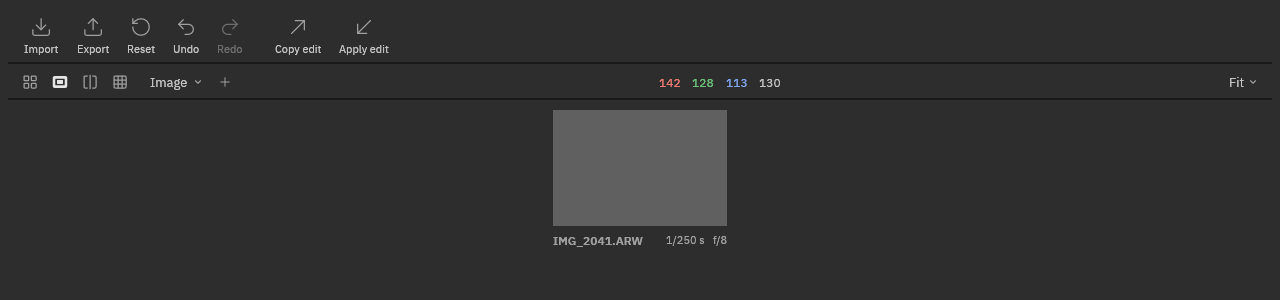 Import Export Reset Undo Redo Copy edit Apply edit
Image 142 128 113 130 Fit
IMG_2041.ARW 1/250 s f/8